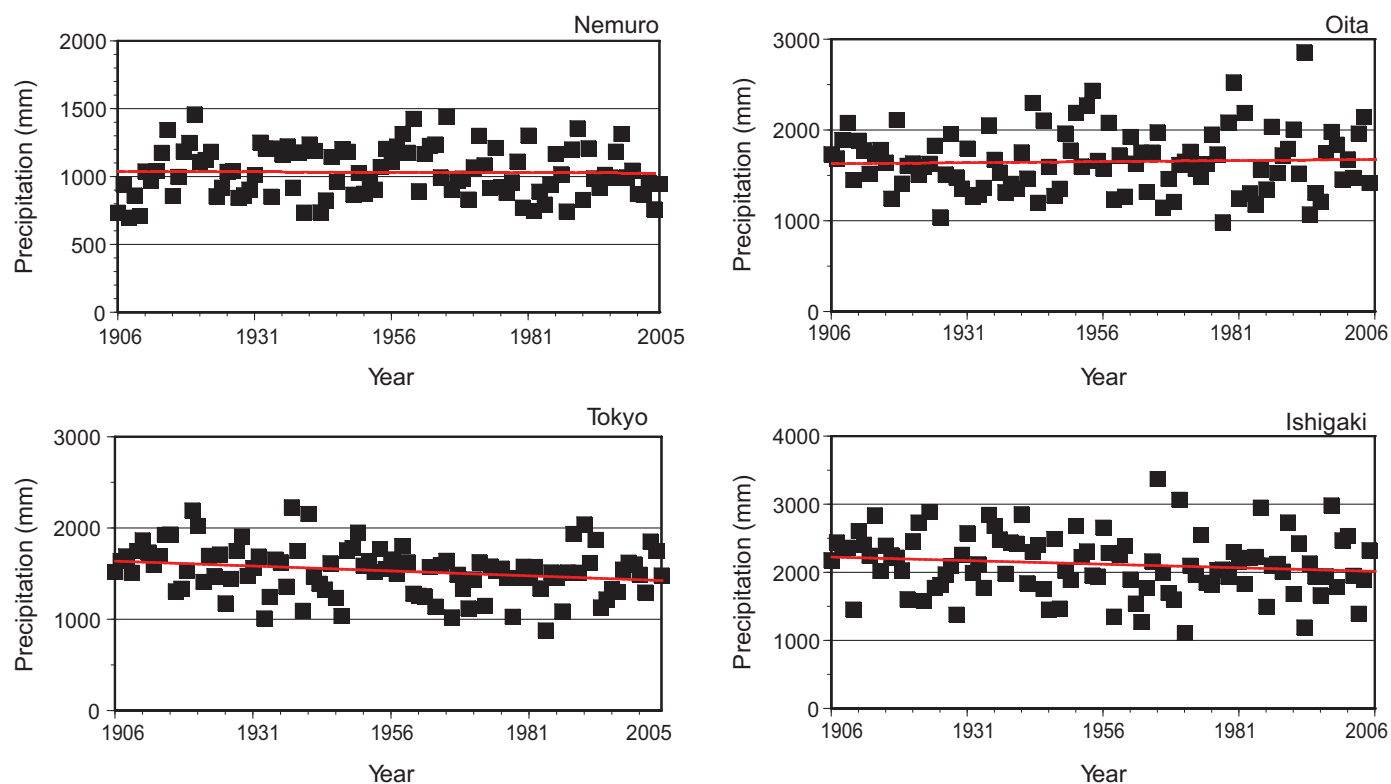 Nemuro
Precipitation (mm)
2000
1500
1000
500
0
1906 1931 1956 1981 2005
Year
Oita
Precipitation (mm)
3000
2000
1000
0
1906 1931 1956 1981 2006
Year
Tokyo
Precipitation (mm)
3000
2000
1000
0
1906 1931 1956 1981 2005
Year
Ishigaki
Precipitation (mm)
4000
3000
2000
1000
0
1906 1931 1956 1981 2006
Year